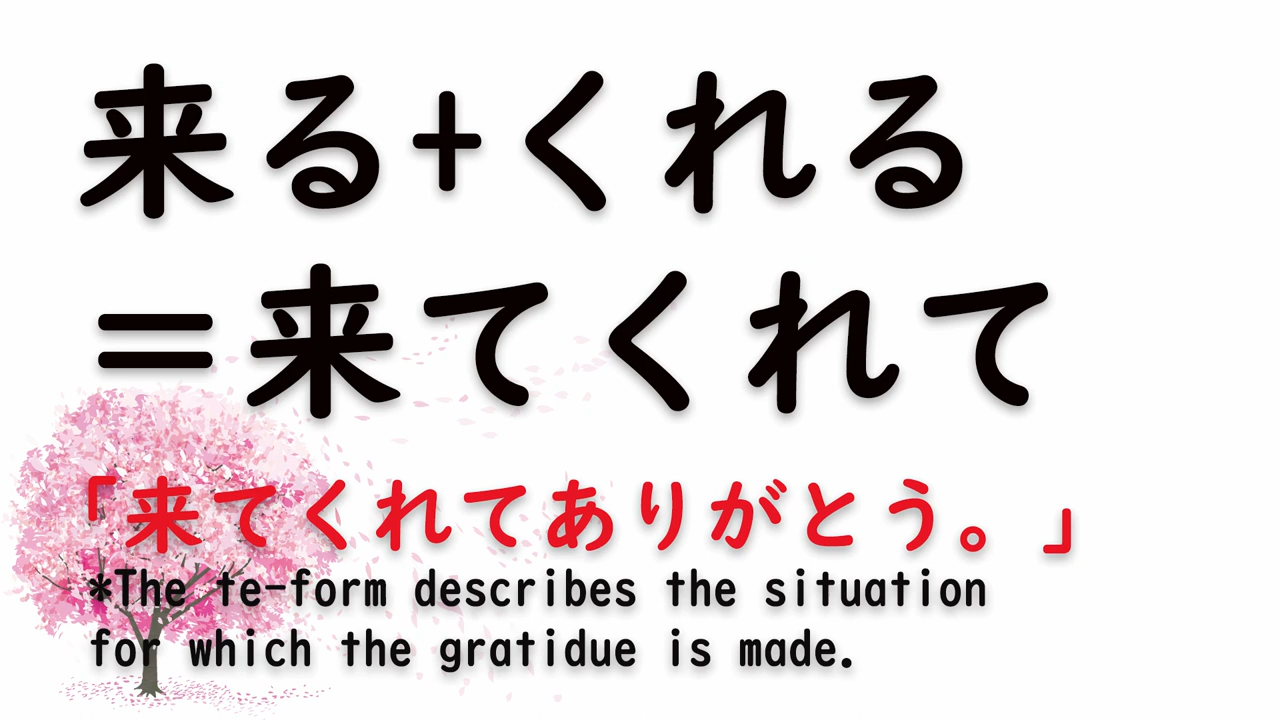 来る+くれる
=来てくれて
「来てくれてありがとう。」
*The te-form describes the situation
for which the gratidue is made.